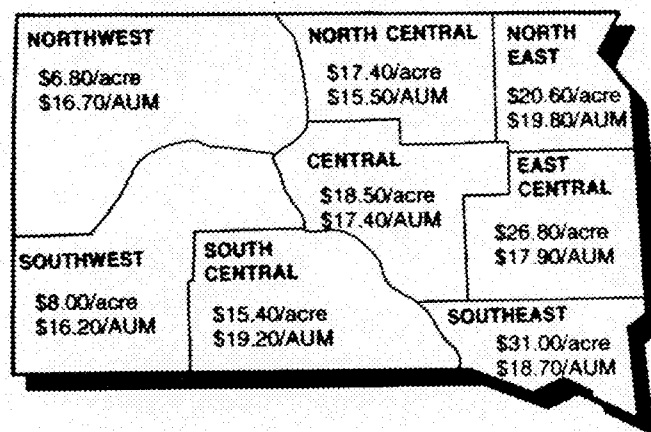 NORTHWEST
$6.80/acre
$16.70/AUM
NORTH CENTRAL
$17.40/acre
$15.50/AUM
NORTH
EAST
$20.60/acre
$19.80/AUM
CENTRAL
$18.50/acre
$17.40/AUM
EAST
CENTRAL
$26.80/acre
$17.90/AUM
SOUTHWEST
$8.00/acre
$16.20/AUM
SOUTH
CENTRAL
$15.40/acre
$19.20/AUM
SOUTHEAST
$31.00/acre
$18.70/AUM